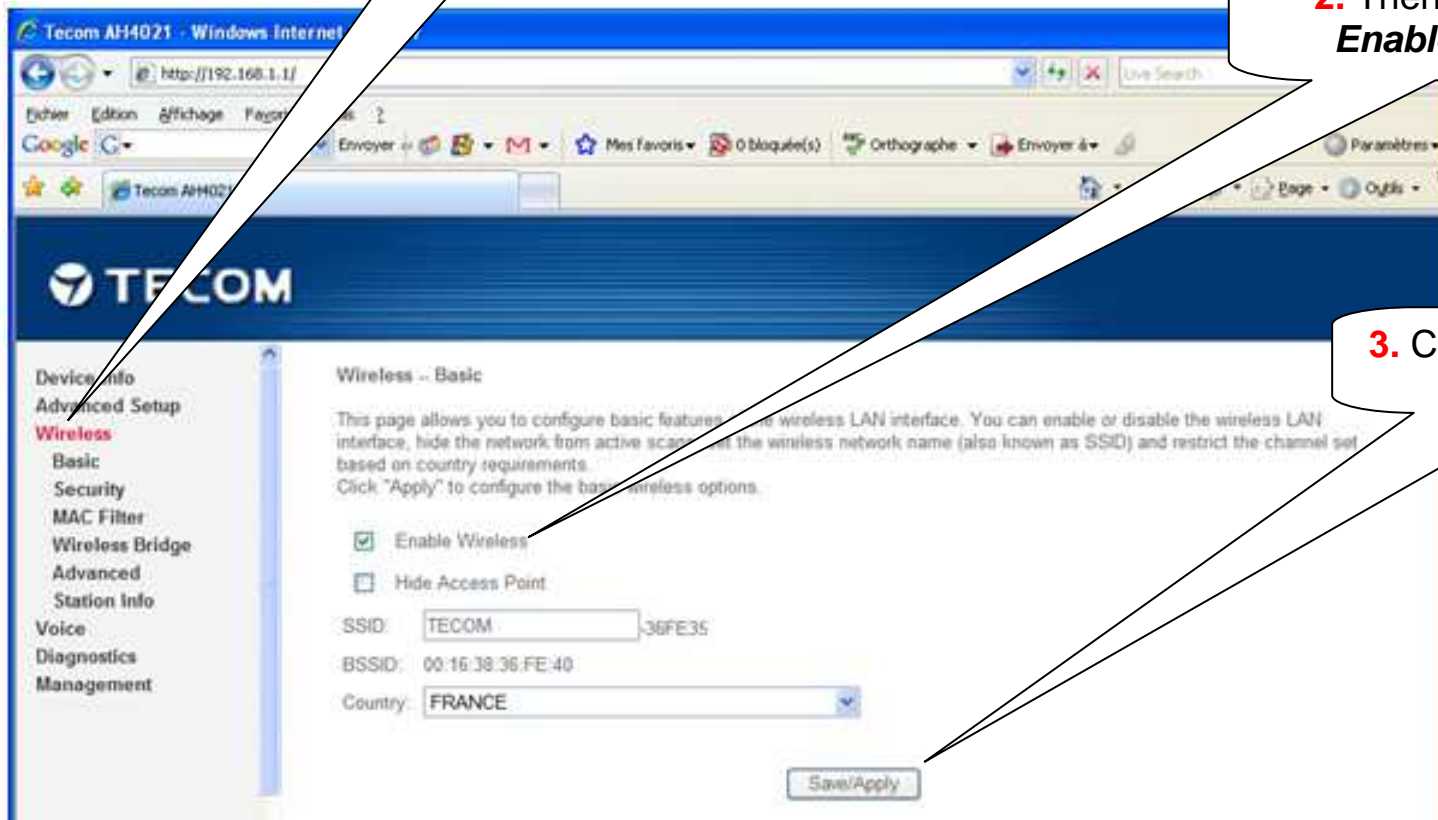 2. Then
Enable
Tecom AH4021 - Windows Internet
http://192.168.1.1/
Live Search
Fichier Edition Affichage Favoris ?
Google G
Envoyer
Mes favoris
0 bloquée(s)
Orthographe
Envoyer à
Paramètres
Tecom AH4021
Page
Outils
TECOM
3. C
Device Info
Advanced Setup
Wireless
Basic
Security
MAC Filter
Wireless Bridge
Advanced
Station Info
Voice
Diagnostics
Management
Wireless -- Basic
This page allows you to configure basic features wireless LAN interface. You can enable or disable the wireless LAN
interface, hide the network from active the wireless network name (also known as SSID) and restrict the channel set
based on country requirements.
Click "Apply" to configure the basic wireless options.
Enable Wireless
Hide Access Point
SSID: TECOM -36FE35
BSSID: 00:16:38:36:FE:40
Country: FRANCE
Save/Apply